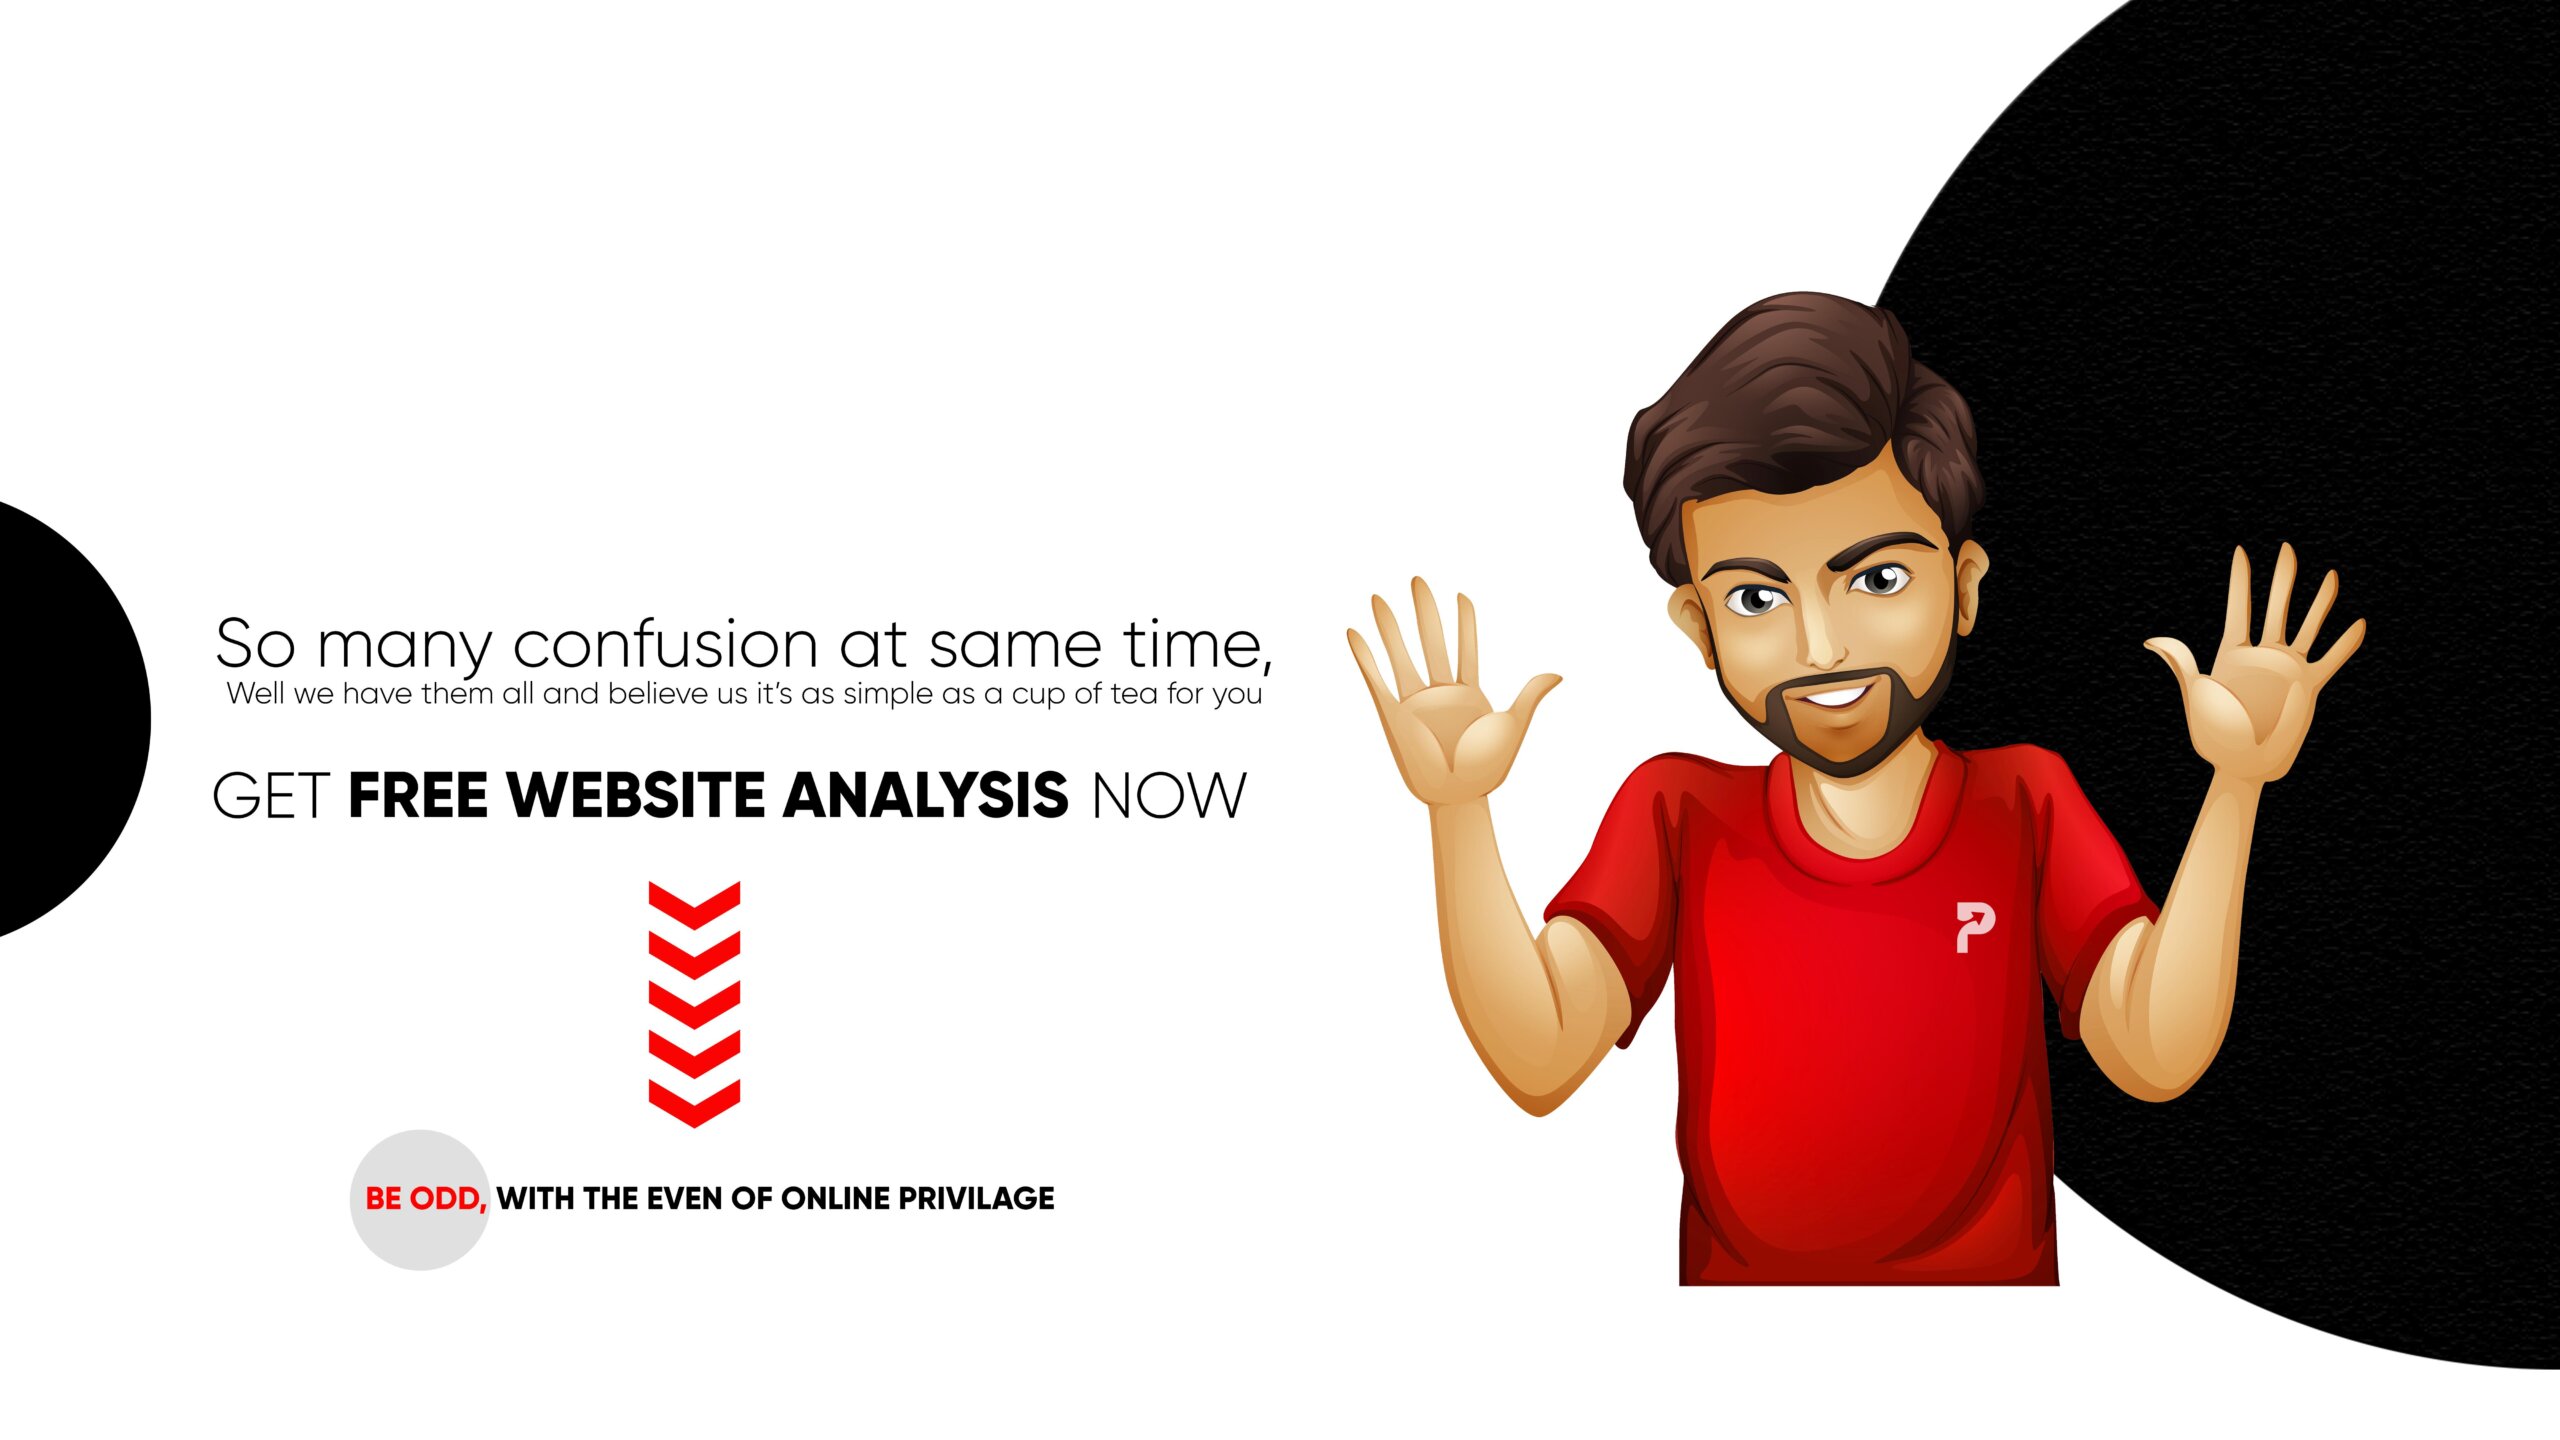 So many confusion at same time,
Well we have them all and believe us it's as simple as a cup of tea for you
GET FREE WEBSITE ANALYSIS NOW
BE ODD, WITH THE EVEN OF ONLINE PRIVILAGE
P